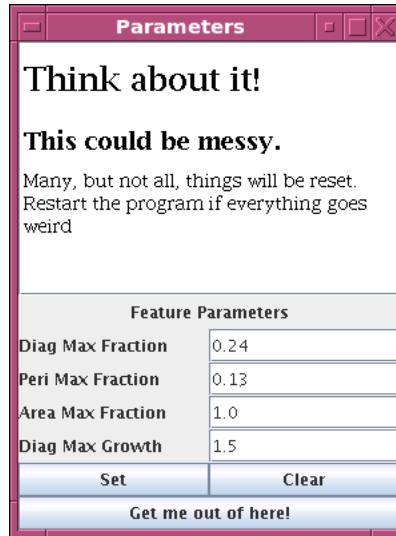 Parameters
Think about it!
This could be messy.
Many, but not all, things will be reset.
Restart the program if everything goes
weird
Feature Parameters
Diag Max Fraction 0.24
Peri Max Fraction 0.13
Area Max Fraction 1.0
Diag Max Growth 1.5
Set Clear
Get me out of here!